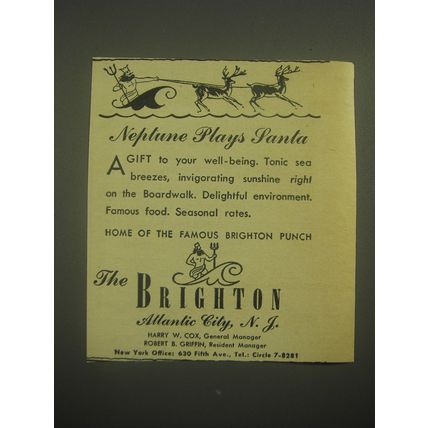 Neptune Plays Santa
A GIFT to your well-being. Tonic sea
breezes, invigorating sunshine right
on the Boardwalk. Delightful environment.
Famous food. Seasonal rates.
HOME OF THE FAMOUS BRIGHTON PUNCH
The BRIGHTON
Atlantic City, N. J.
HARRY W. COX, General Manager
ROBERT B. GRIFFIN, Resident Manager
New York Office: 630 Fifth Ave., Tel.: Circle 7-8281